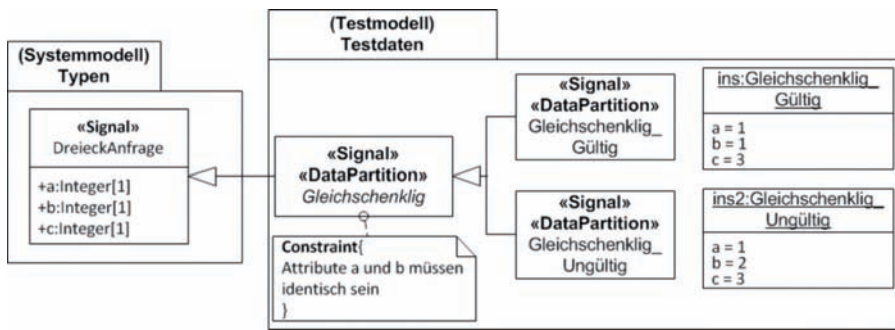 (Systemmodell)
Typen
«Signal»
DreieckAnfrage
+a:Integer[1]
+b:Integer[1]
+c:Integer[1]
(Testmodell)
Testdaten
«Signal»
«DataPartition»
Gleichschenklig
Constraint{
Attribute a und b müssen
identisch sein
}
«Signal»
«DataPartition»
Gleichschenklig_
Gültig
«Signal»
«DataPartition»
Gleichschenklig_
Ungültig
ins:Gleichschenklig_
Gültig
a = 1
b = 1
c = 3
ins2:Gleichschenklig_
Ungültig
a = 1
b = 2
c = 3